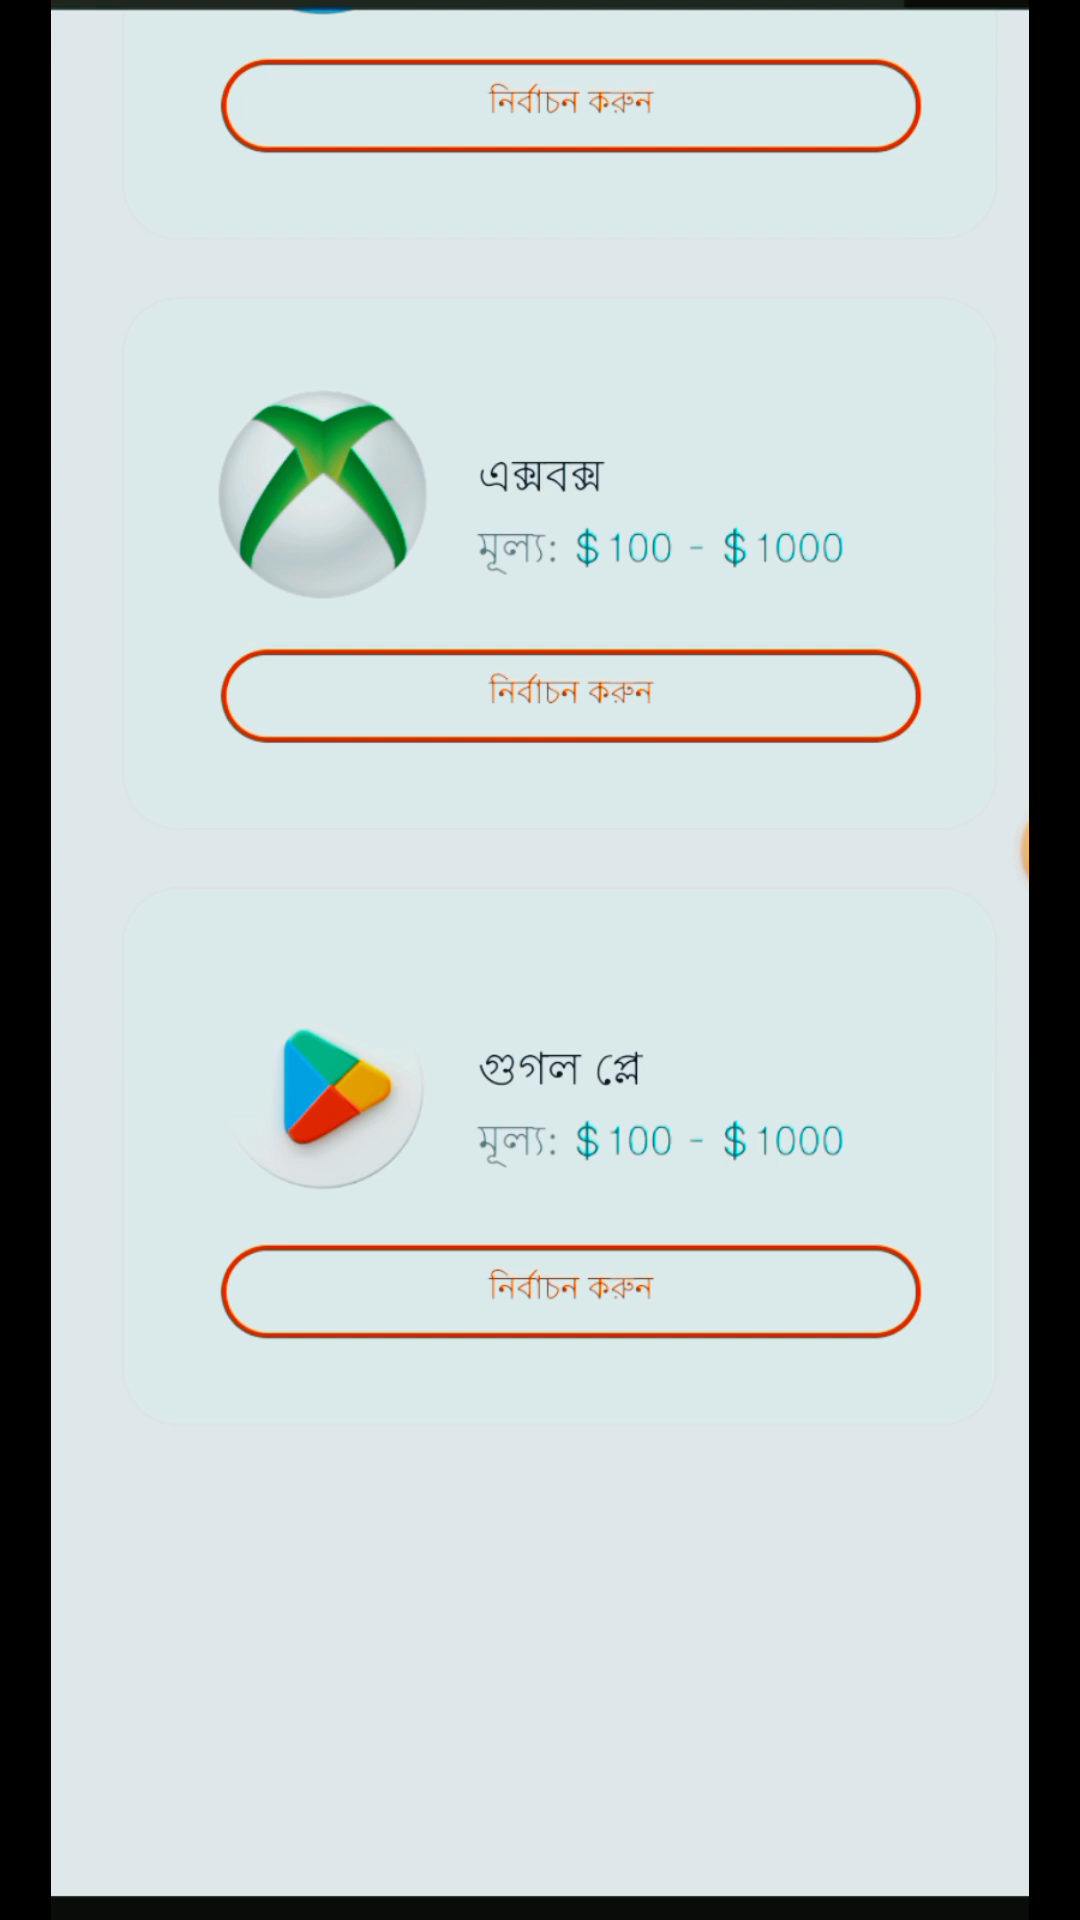 নির্বাচন করুন
এক্সবক্স
মূল্য: $100 - $1000
নির্বাচন করুন
গুগল প্লে
মূল্য: $100 - $1000
নির্বাচন করুন